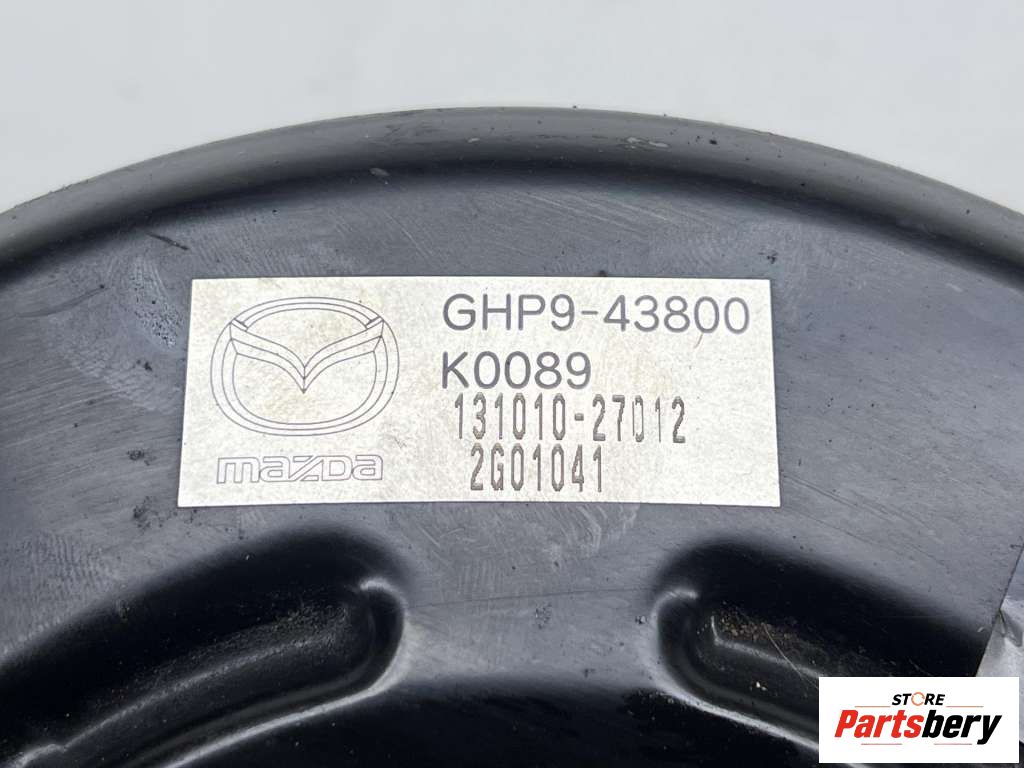 GHP9-43800
K0089
131010-27012
2G01041
mazda
STORE
Partsbery